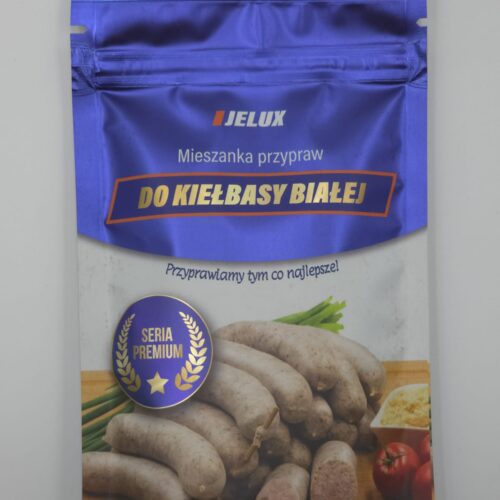 JELUX
Mieszanka przypraw
DO KIEŁBASY BIAŁEJ
Przyprawiamy tym co najlepsze!
SERIA
PREMIUM